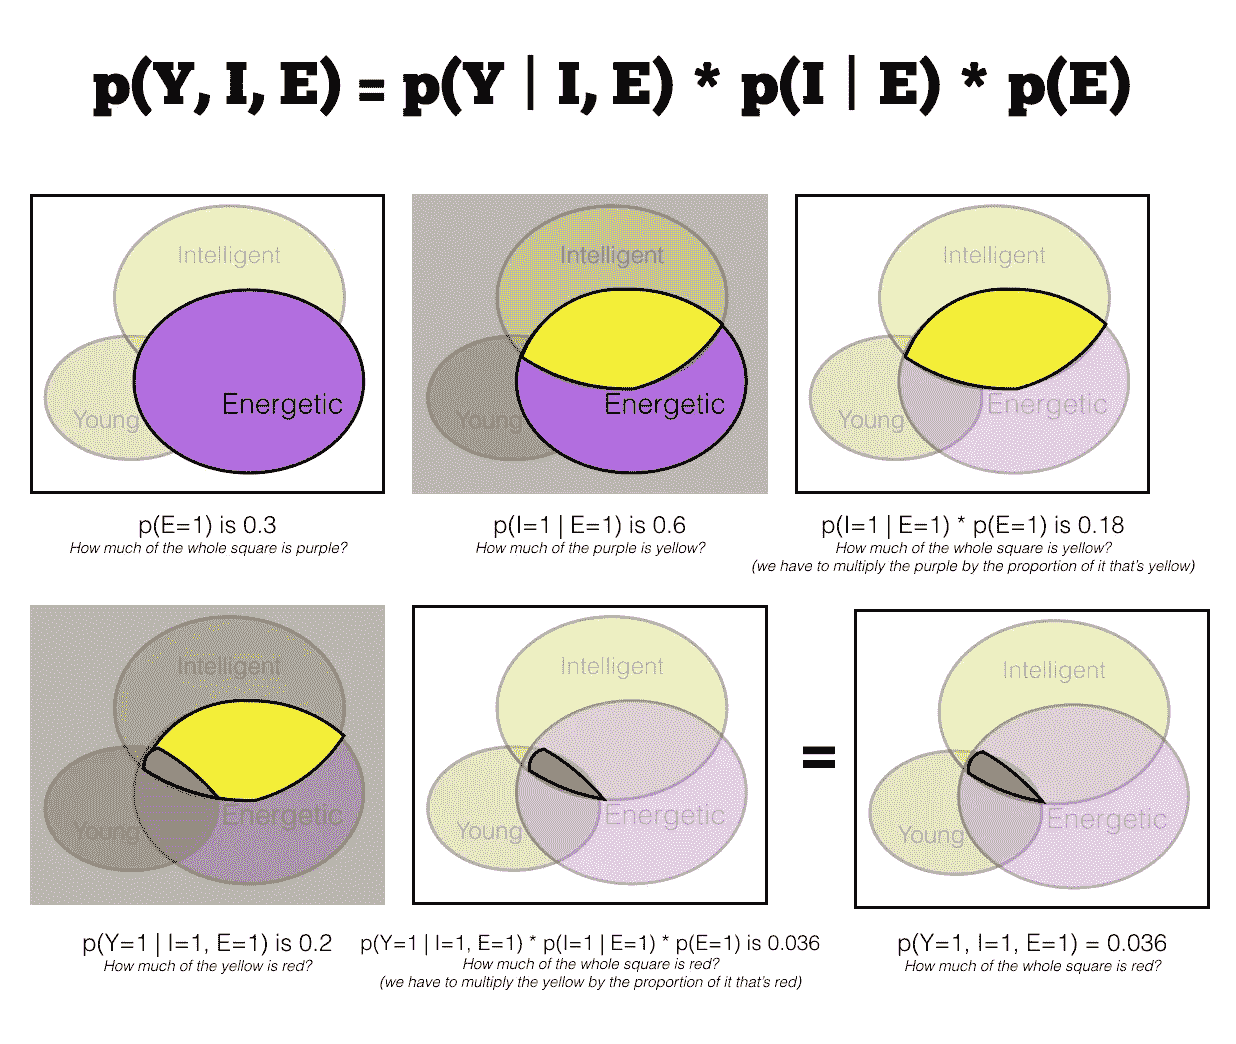 p(Y, I, E) = p(Y | I, E) * p(I | E) * p(E)
Intelligent
Energetic
Young
Intelligent
Energetic
Young
Intelligent
Energetic
Young
p(E=1) is 0.3
How much of the whole square is purple?
p(I=1 | E=1) is 0.6
How much of the purple is yellow?
p(I=1 | E=1) * p(E=1) is 0.18
How much of the whole square is yellow?
(we have to multiply the purple by the proportion of it that's yellow)
Intelligent
Energetic
Young
Intelligent
Energetic
Young
=
Intelligent
Energetic
Young
p(Y=1 | I=1, E=1) is 0.2
How much of the yellow is red?
p(Y=1 | I=1, E=1) * p(I=1 | E=1) * p(E=1) is 0.036
How much of the whole square is red?
(we have to multiply the yellow by the proportion of it that's red)
p(Y=1, I=1, E=1) = 0.036
How much of the whole square is red?